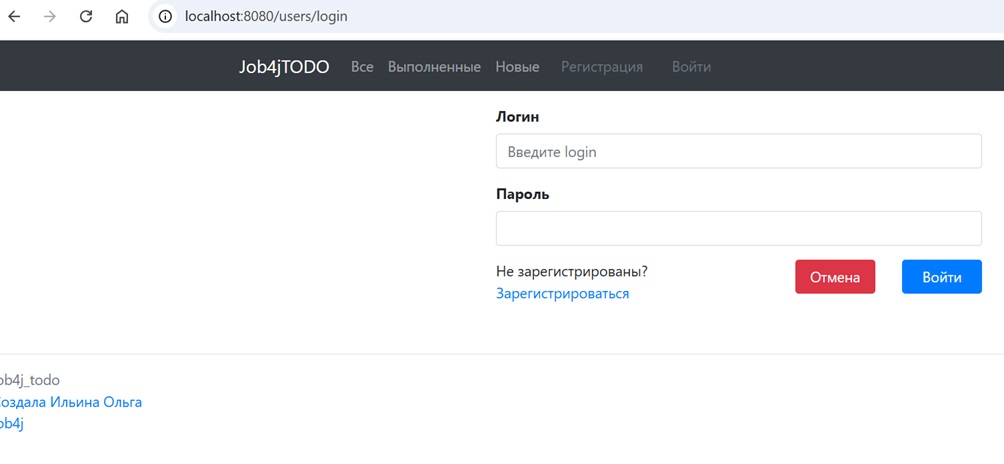 localhost:8080/users/login
Job4jTODO Все Выполненные Новые Регистрация Войти
Логин
Введите login
Пароль
Не зарегистрированы?
Зарегистрироваться
Отмена Войти
ob4j_todo
Создала Ильина Ольга
ob4j